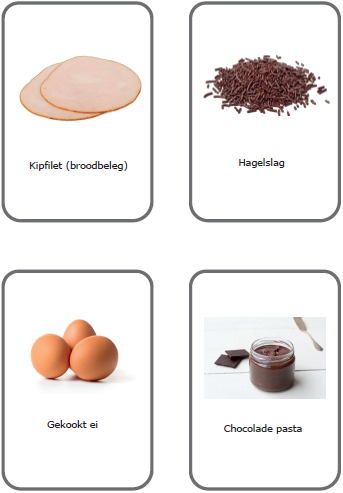 Kipfilet (broodbeleg)
Hagelslag
Gekookt ei
Chocolade pasta